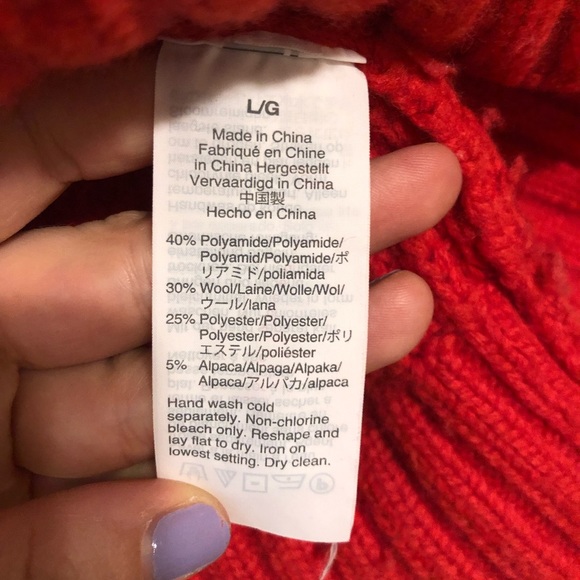 L/G
Made in China
Fabriqué en Chine
in China Hergestellt
Vervaardigd in China
中国製
Hecho en China
40% Polyamide/Polyamide/
Polyamid/Polyamide/ポ
リアミド/poliamida
30% Wool/Laine/Wolle/Wol/
ウール/lana
25% Polyester/Polyester/
Polyester/Polyester/ポリ
エステル/poliéster
5% Alpaca/Alpaga/Alpaka/
Alpaca/アルパカ/alpaca
Hand wash cold
separately. Non-chlorine
bleach only. Reshape and
lay flat to dry. Iron on
lowest setting. Dry clean.